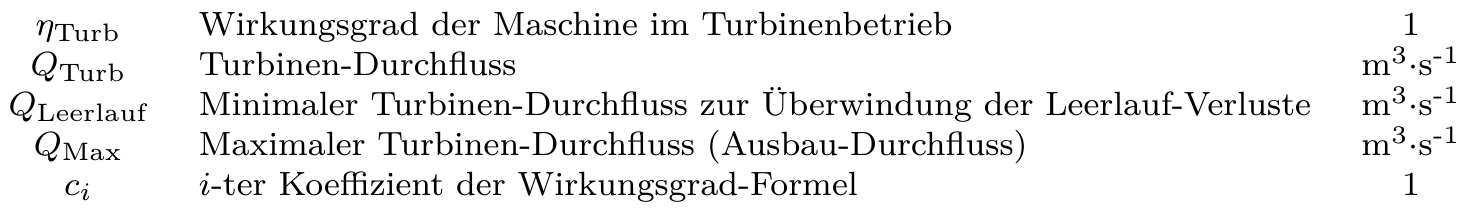 η_Turb Wirkungsgrad der Maschine im Turbinenbetrieb 1
Q_Turb Turbinen-Durchfluss m³·s⁻¹
Q_Leerlauf Minimaler Turbinen-Durchfluss zur Überwindung der Leerlauf-Verluste m³·s⁻¹
Q_Max Maximaler Turbinen-Durchfluss (Ausbau-Durchfluss) m³·s⁻¹
c_i i-ter Koeffizient der Wirkungsgrad-Formel 1